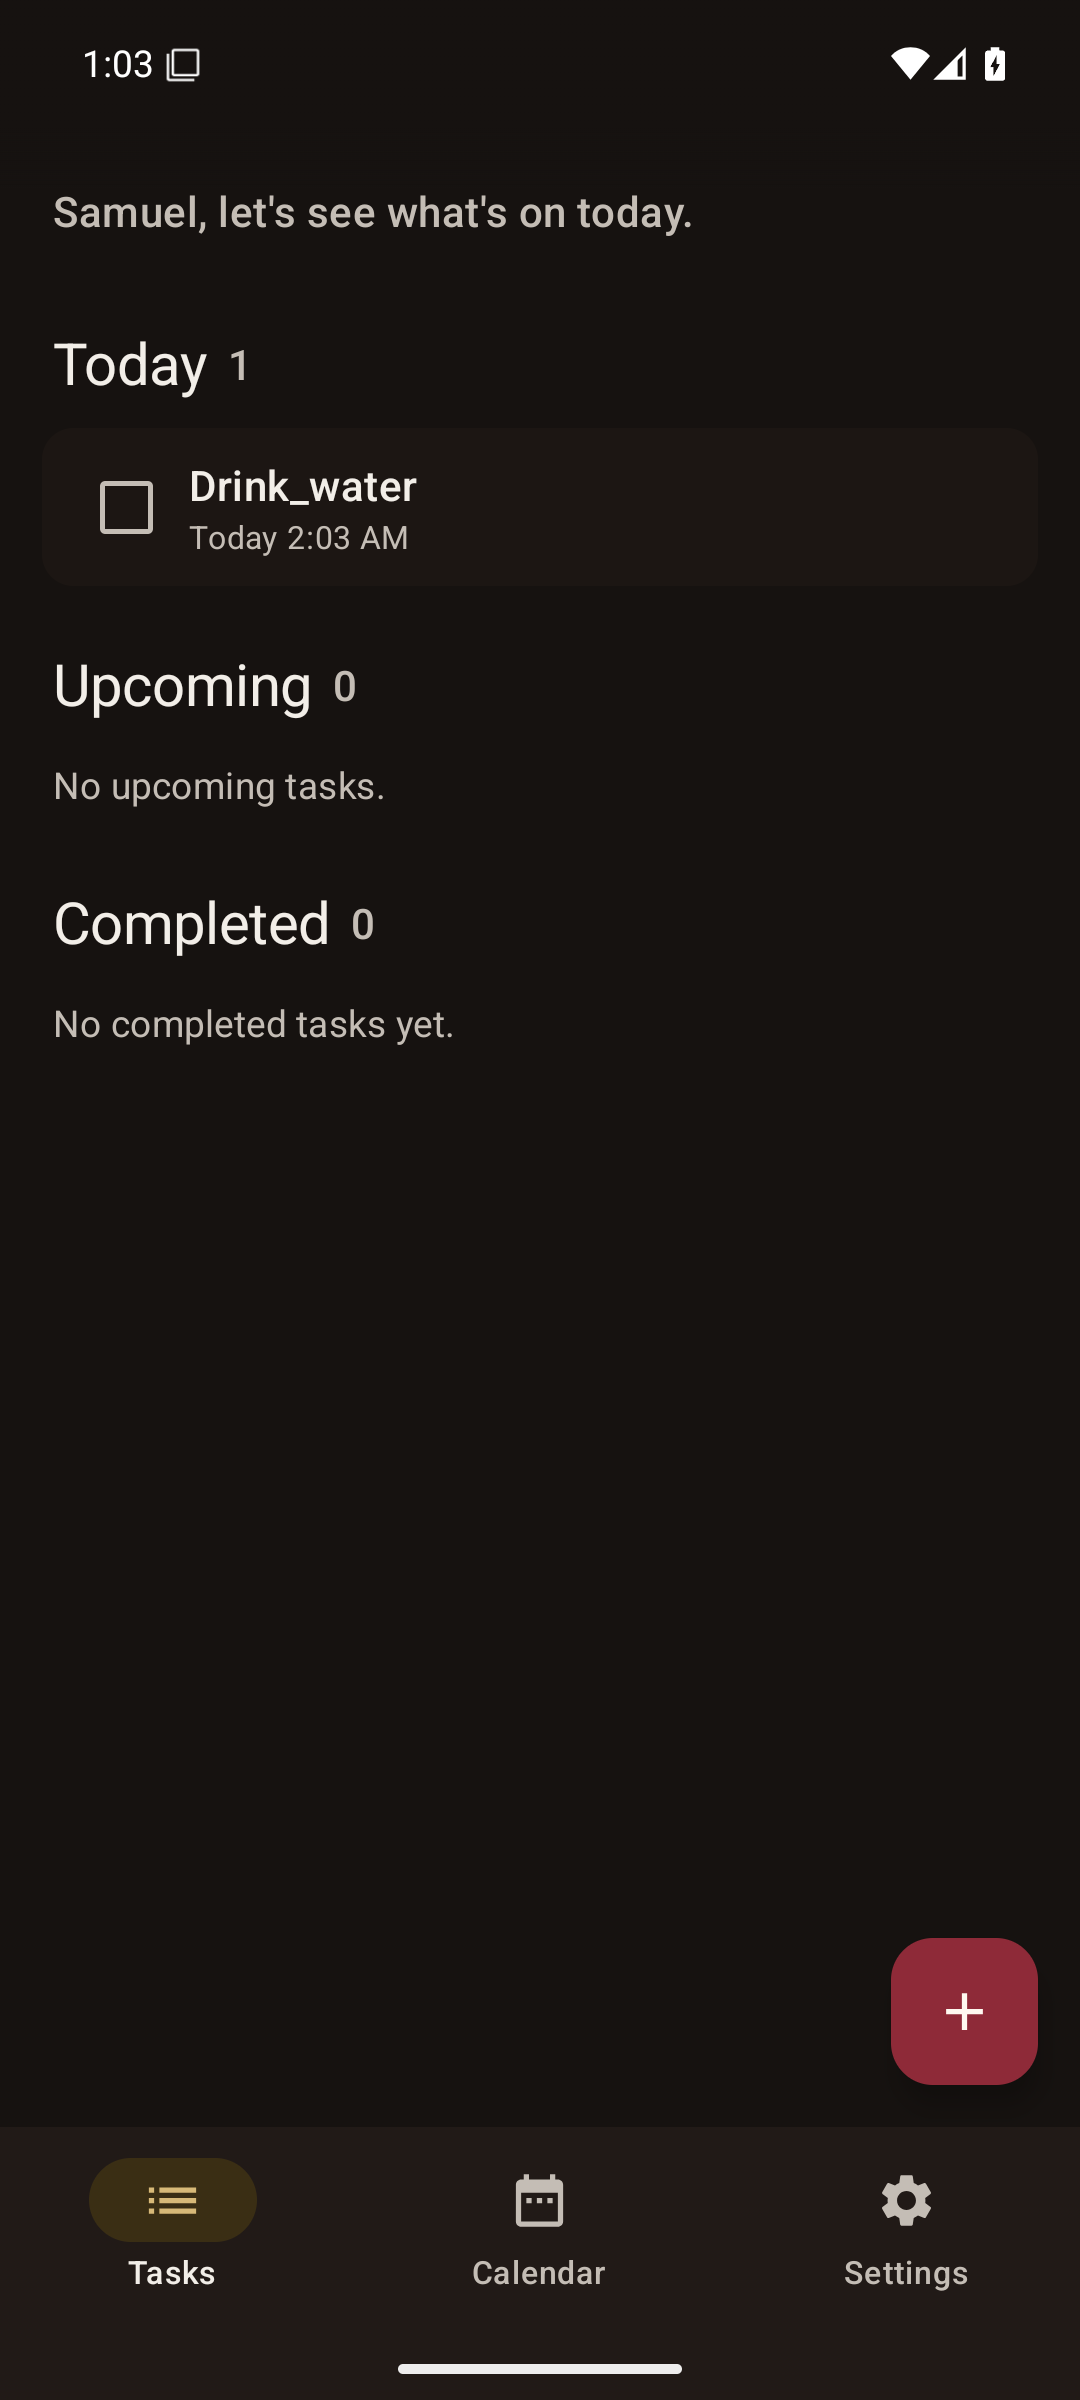 1:03
Samuel, let's see what's on today.
Today 1
Drink_water
Today 2:03 AM
Upcoming 0
No upcoming tasks.
Completed 0
No completed tasks yet.
Tasks
Calendar
Settings